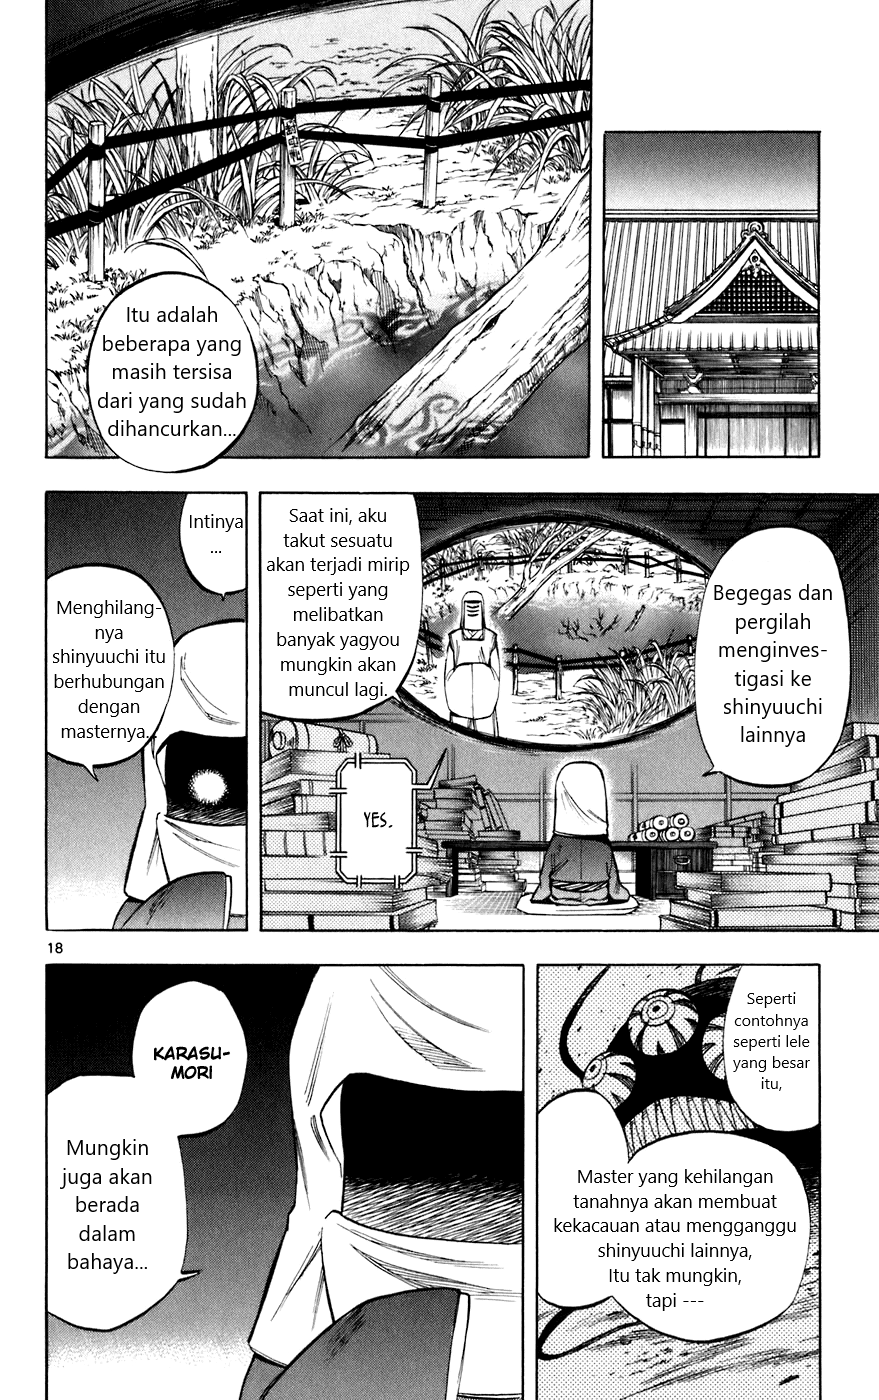 Itu adalah
beberapa yang
masih tersisa
dari yang sudah
dihancurkan...
Begegas dan
pergilah
menginves-
tigasi ke
shinyuuchi
lainnya
Saat ini, aku
takut sesuatu
akan terjadi mirip
seperti yang
melibatkan
banyak yagyou
mungkin akan
muncul lagi.
YES.
Intinya
...
Menghilang-
nya
shinyuuchi itu
berhubungan
dengan
masternya..
18
Seperti
contohnya
seperti lele
yang besar
itu,
Master yang kehilangan
tanahnya akan membuat
kekacauan atau mengganggu
shinyuuchi lainnya,
Itu tak mungkin,
tapi ---
KARASU-
MORI
Mungkin
juga akan
berada
dalam
bahaya...